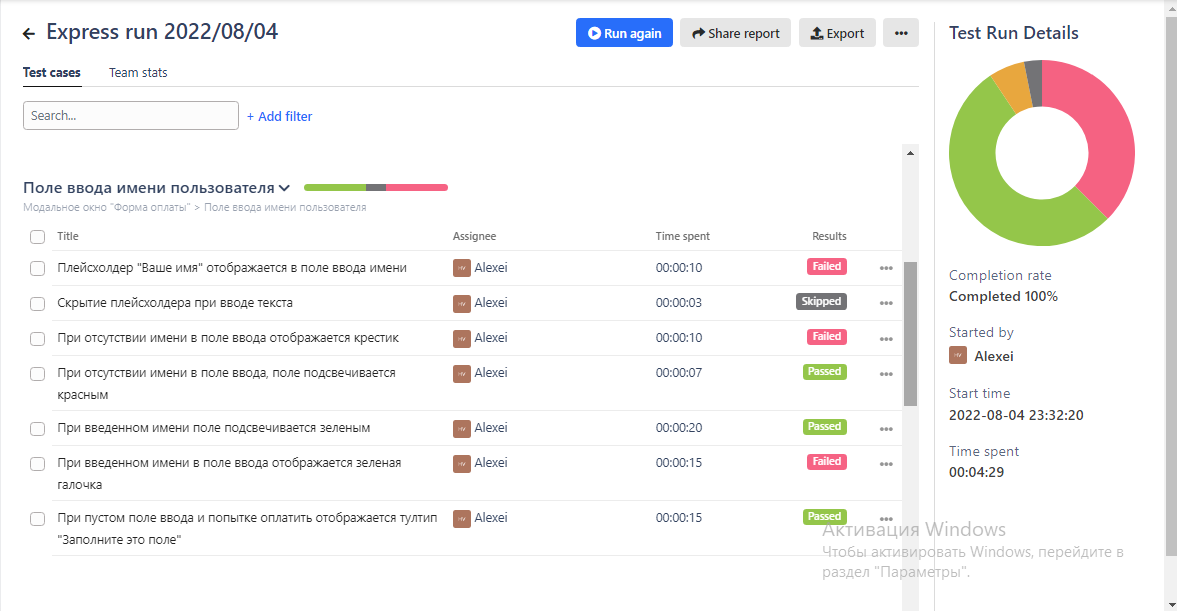 Express run 2022/08/04
Run again
Share report
Export
Test cases
Team stats
Search...
+ Add filter
Поле ввода имени пользователя
Модальное окно "Форма оплаты" > Поле ввода имени пользователя
Title Assignee Time spent Results
Плейсхолдер "Ваше имя" отображается в поле ввода имени Alexei 00:00:10 Failed
Скрытие плейсхолдера при вводе текста Alexei 00:00:03 Skipped
При отсутствии имени в поле ввода отображается крестик Alexei 00:00:10 Failed
При отсутствии имени в поле ввода, поле подсвечивается Alexei 00:00:07 Passed
красным
При введенном имени поле подсвечивается зеленым Alexei 00:00:20 Passed
При введенном имени в поле ввода отображается зеленая Alexei 00:00:15 Failed
галочка
При пустом поле ввода и попытке оплатить отображается тултип Alexei 00:00:15 Passed
"Заполните это поле"
Test Run Details
Completion rate
Completed 100%
Started by
Alexei
Start time
2022-08-04 23:32:20
Time spent
00:04:29
Активация Windows
Чтобы активировать Windows, перейдите в
раздел "Параметры".